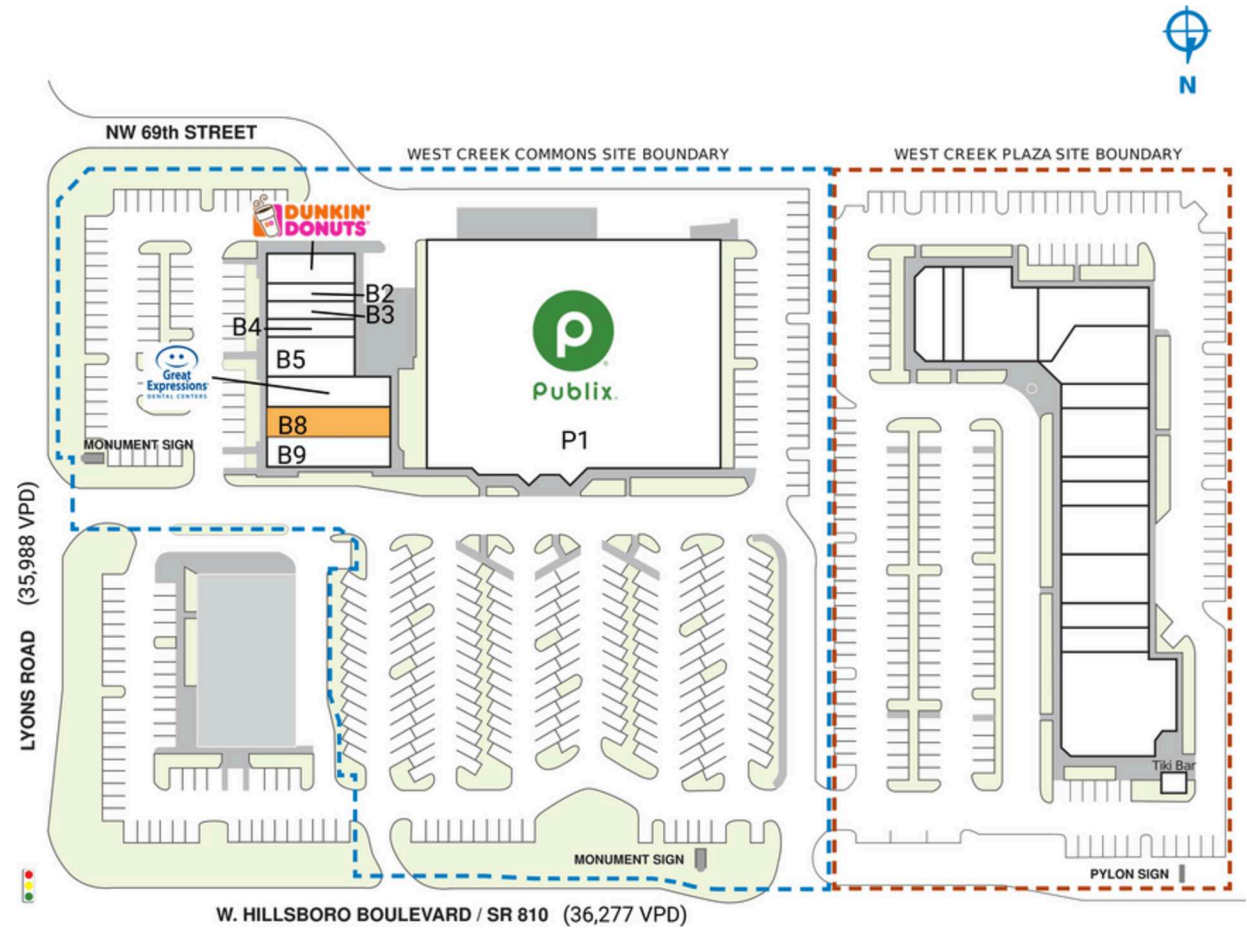 N
NW 69th STREET
WEST CREEK COMMONS SITE BOUNDARY
WEST CREEK PLAZA SITE BOUNDARY
DUNKIN'
DONUTS
B2
B3
B4
B5
Great
Expressions
DENTAL CENTERS
Publix.
B8
P1
MONUMENT SIGN
B9
LYONS ROAD (35,988 VPD)
Tiki Bar
MONUMENT SIGN
PYLON SIGN
W. HILLSBORO BOULEVARD / SR 810 (36,277 VPD)